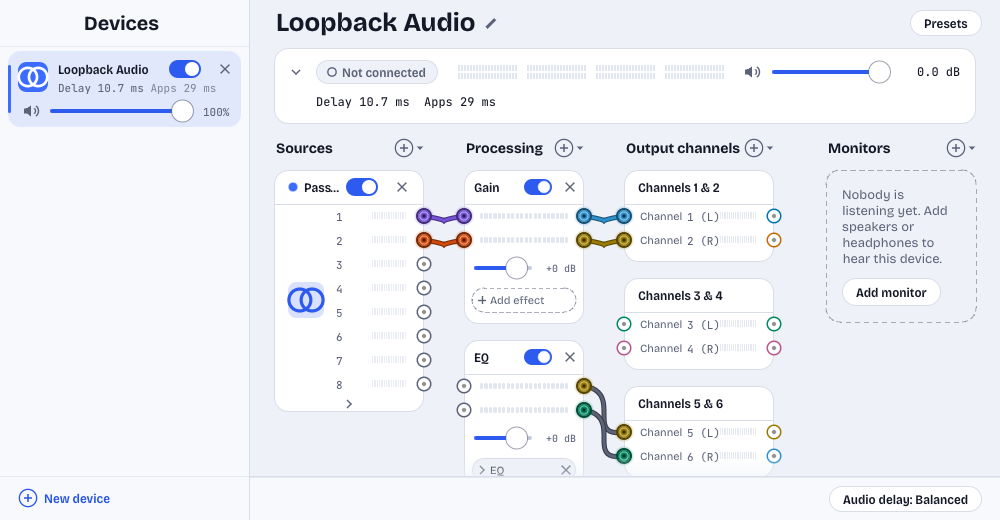 Devices
Loopback Audio
Delay 10.7 ms Apps 29 ms
100%
New device
Loopback Audio
Presets
Not connected
0.0 dB
Delay 10.7 ms Apps 29 ms
Sources
Processing
Output channels
Monitors
Pass...
1
2
3
4
5
6
7
8
Gain
+0 dB
+ Add effect
EQ
+0 dB
EQ
Channels 1 & 2
Channel 1 (L)
Channel 2 (R)
Channels 3 & 4
Channel 3 (L)
Channel 4 (R)
Channels 5 & 6
Channel 5 (L)
Channel 6 (R)
Nobody is
listening yet. Add
speakers or
headphones to
hear this device.
Add monitor
Audio delay: Balanced